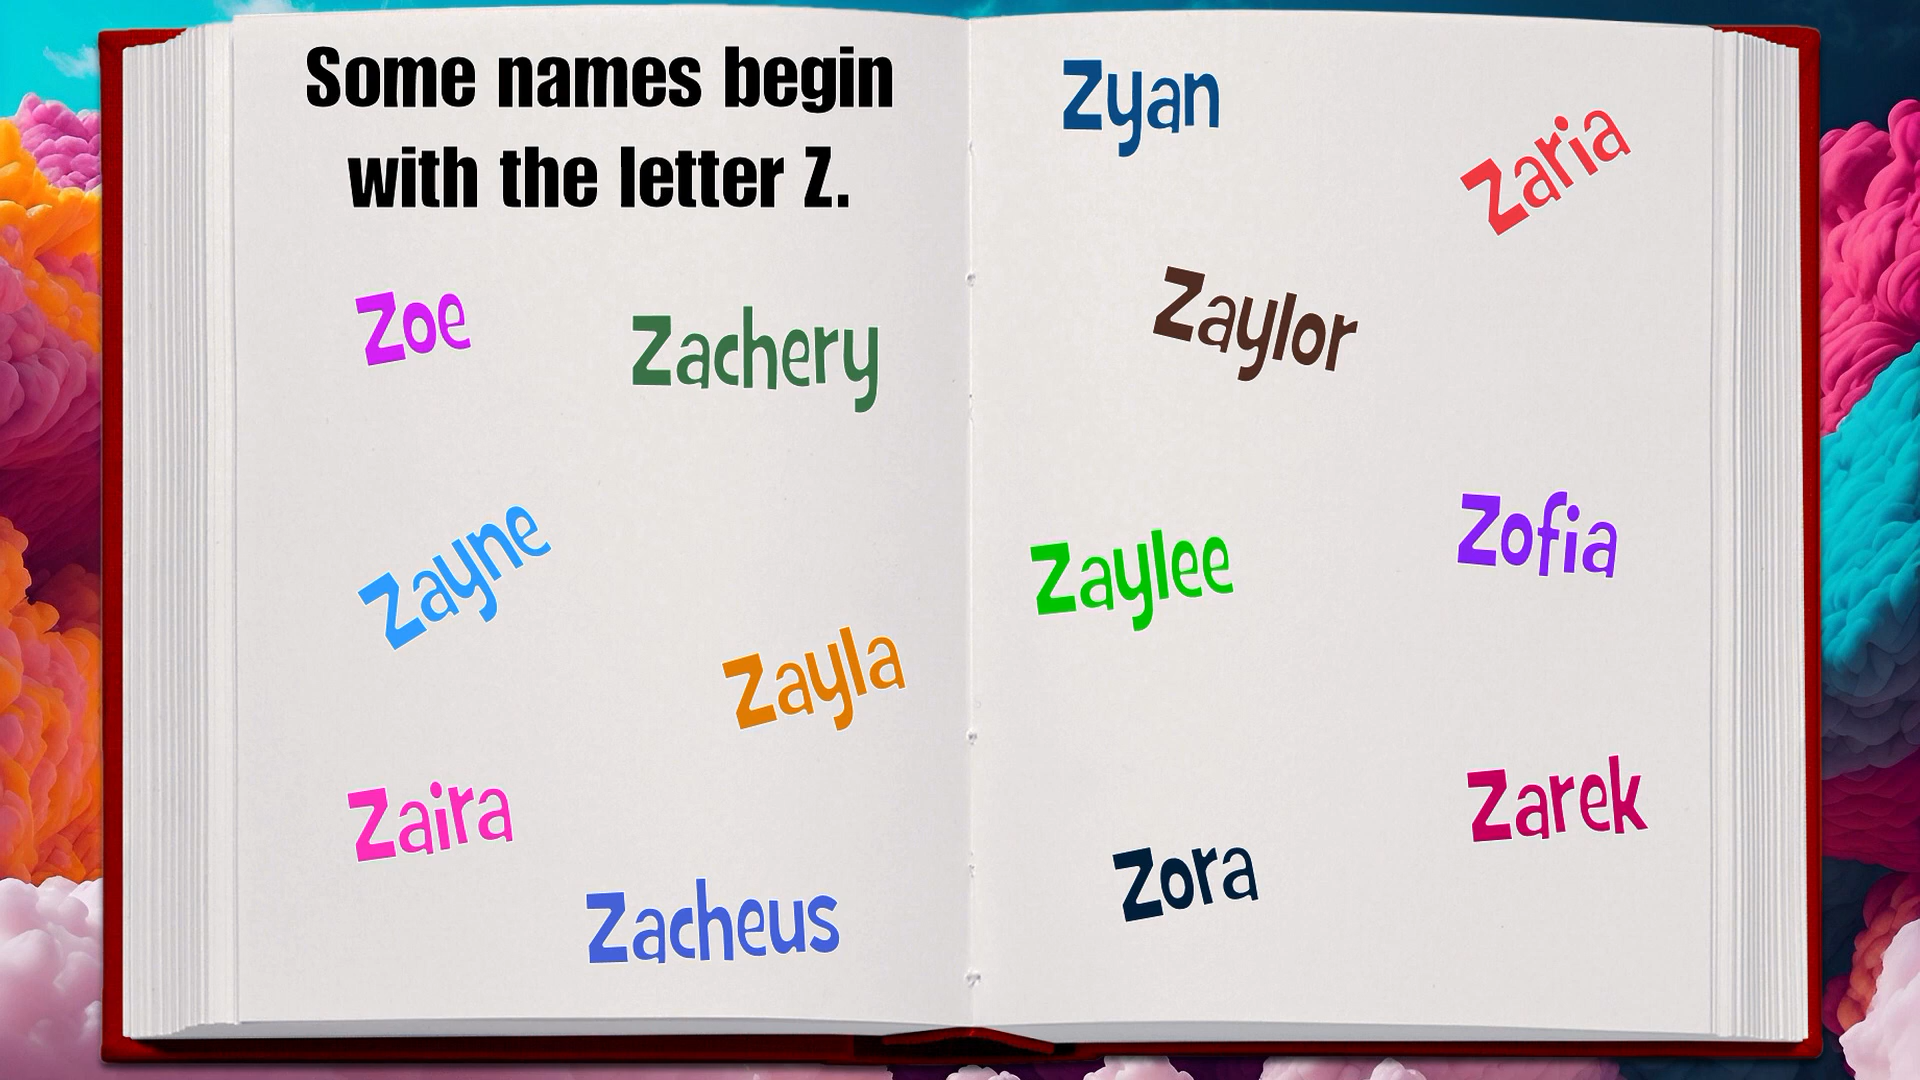 Some names begin
with the letter Z.
Zoe
Zachery
Zayne
Zayla
Zaira
Zacheus
Zyan
Zaria
Zaylor
Zaylee
Zofia
Zarek
Zora